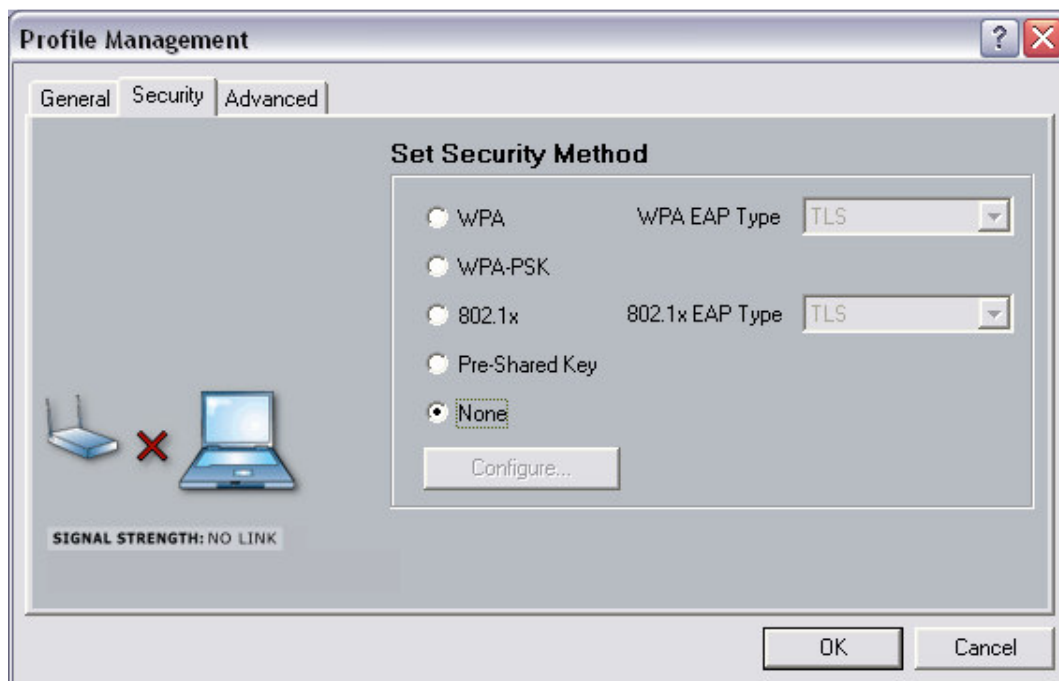 Profile Management
?
General Security Advanced
Set Security Method
WPA WPA EAP Type TLS
WPA-PSK
802.1x 802.1x EAP Type TLS
Pre-Shared Key
None
Configure...
SIGNAL STRENGTH: NO LINK
OK Cancel